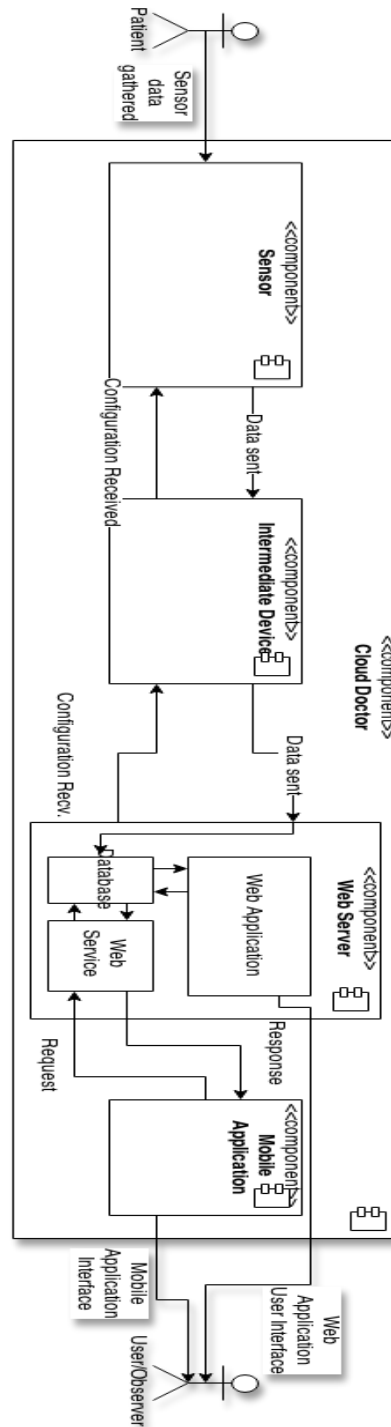 <<component>>
Cloud Doctor
Patient
Sensor
data
gathered
<<component>>
Sensor
Data sent
Configuration Received
<<component>>
Intermediate Device
Data sent
Configuration Recv.
<<component>>
Web Server
Web Application
Database
Web
Service
Response
Request
<<component>>
Mobile
Application
Web
Application
User Interface
Mobile
Application
Interface
User/Observer